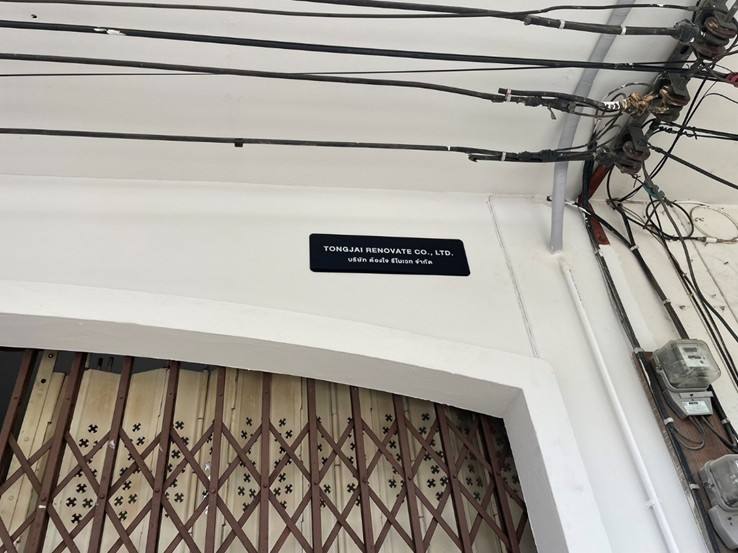 TONGJAI RENOVATE CO., LTD.
บริษัท ต้องใจ รีโนเวท จำกัด